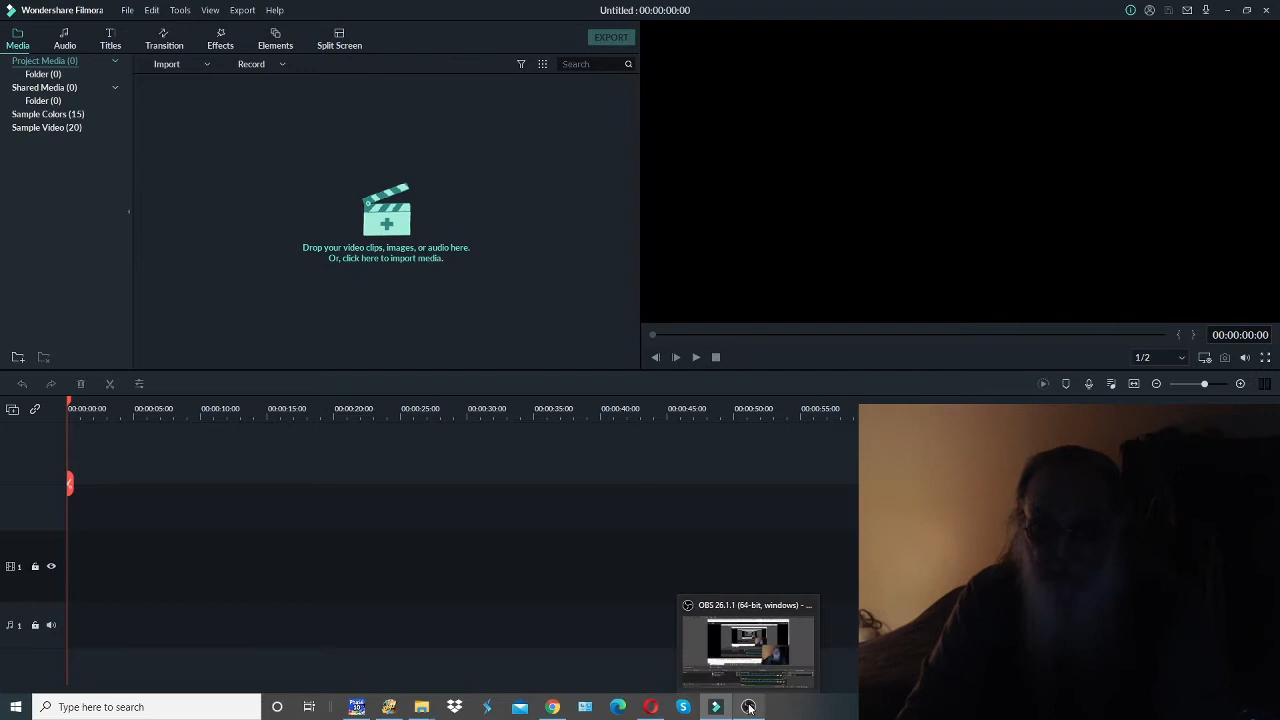 Wondershare Filmora File Edit Tools View Export Help Untitled : 00:00:00:00
Media Audio Titles Transition Effects Elements Split Screen EXPORT
Project Media (0) Import Record Search
Folder (0)
Shared Media (0)
Folder (0)
Sample Colors (15)
Sample Video (20)
Drop your video clips, images, or audio here.
Or, click here to import media.
00:00:00:00
1/2
00:00:00:00 00:00:05:00 00:00:10:00 00:00:15:00 00:00:20:00 00:00:25:00 00:00:30:00 00:00:35:00 00:00:40:00 00:00:45:00 00:00:50:00 00:00:55:00
1
OBS 26.1.1 (64-bit, windows) - ...
1
Type here to search